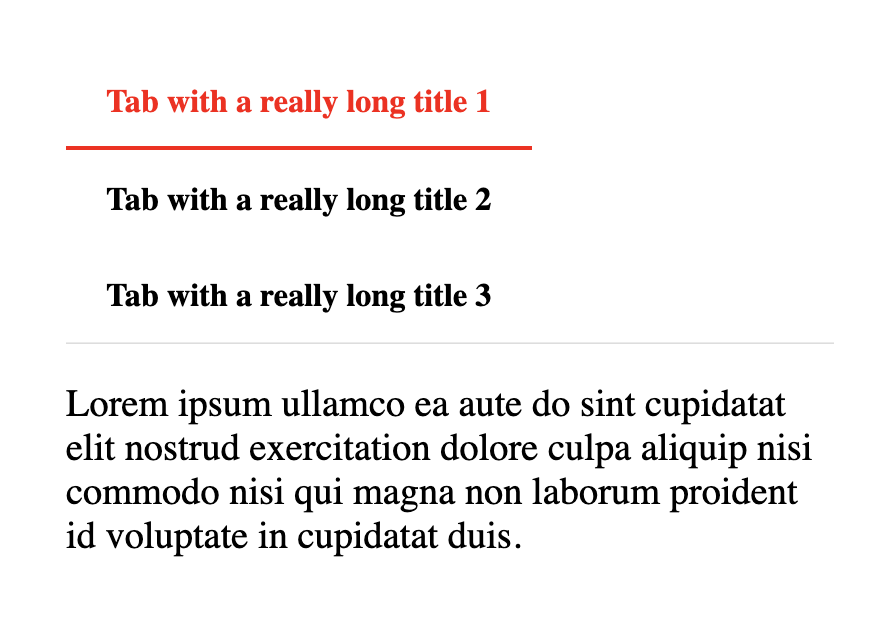 Tab with a really long title 1
Tab with a really long title 2
Tab with a really long title 3
Lorem ipsum ullamco ea aute do sint cupidatat
elit nostrud exercitation dolore culpa aliquip nisi
commodo nisi qui magna non laborum proident
id voluptate in cupidatat duis.